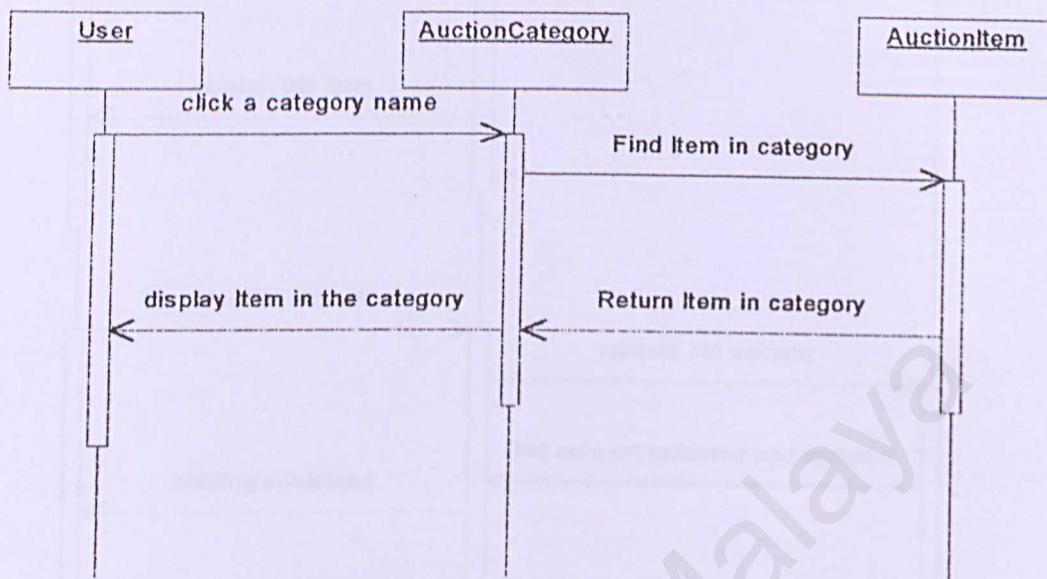 User
AuctionCategory
AuctionItem
click a category name
Find Item in category
display Item in the category
Return Item in category
Malaya